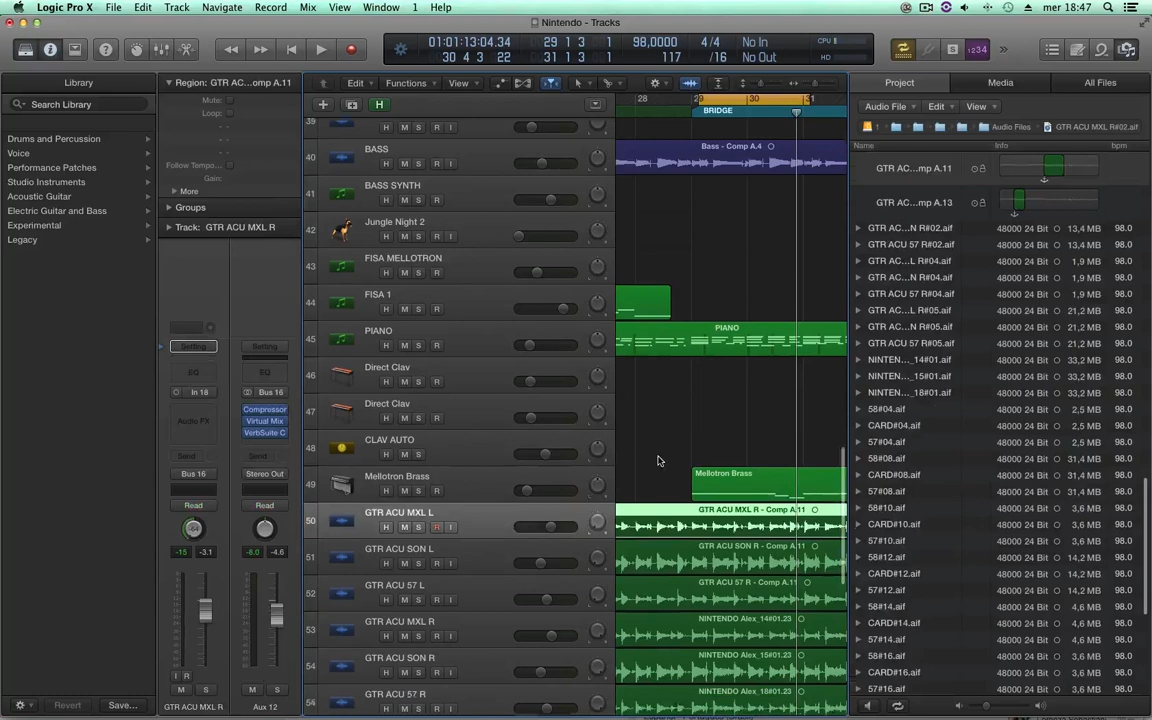 Logic Pro X File Edit Track Navigate Record Mix View Window 1 Help mer 18:47
Nintendo - Tracks
01:01:13:04.34 29 1 3 1 98,0000 4/4 No In CPU
30 4 3 22 31 1 3 1 117 /16 No Out HD
1234
Library
Search Library
Drums and Percussion
Voice
Performance Patches
Studio Instruments
Acoustic Guitar
Electric Guitar and Bass
Experimental
Legacy
Revert Save...
Region: GTR AC...omp A.11
Mute:
Loop:
Follow Tempo...
Gain:
More
Groups
Track: GTR ACU MXL R
Setting Setting
EQ EQ
In 18 Bus 16
Audio FX Compressor
Virtual Mix
VerbSuite C
Send Send
Bus 16 Stereo Out
Read Read
-15 -3.1 -6.0 -4.6
I R
M S M S
GTR ACU MXL R Aux 12
Edit Functions View
H
28 29 30 31
BRIDGE
39 H M S R I
40 BASS
H M S R I
Bass - Comp A.4
41 BASS SYNTH
H M S R
42 Jungle Night 2
H M S R
43 FISA MELLOTRON
H M S R
44 FISA 1
H M S R
45 PIANO
H M S R
PIANO
46 Direct Clav
H M S R
47 Direct Clav
H M S R
48 CLAV AUTO
H M S
49 Mellotron Brass
H M S R
Mellotron Brass
50 GTR ACU MXL L
H M S R I
GTR ACU MXL R - Comp A.11
51 GTR ACU SON L
H M S R I
GTR ACU SON R - Comp A.11
52 GTR ACU 57 L
H M S R I
GTR ACU 57 R - Comp A.11
53 GTR ACU MXL R
H M S R I
NINTENDO Alex_14#01.23
54 GTR ACU SON R
H M S R I
NINTENDO Alex_15#01.23
54 GTR ACU 57 R
H M S R I
NINTENDO Alex_18#01.23
Project Media All Files
Audio File Edit View
1 Audio Files GTR ACU MXL R#02.aif
Name Info bpm
GTR AC...mp A.11
GTR AC...mp A.13
GTR AC...N R#02.aif 48000 24 Bit 13,4 MB 98.0
GTR ACU 57 R#02.aif 48000 24 Bit 13,4 MB 98.0
GTR AC...L R#04.aif 48000 24 Bit 1,9 MB 98.0
GTR AC...N R#04.aif 48000 24 Bit 1,9 MB 98.0
GTR ACU 57 R#04.aif 48000 24 Bit 1,9 MB 98.0
GTR AC...L R#05.aif 48000 24 Bit 21,2 MB 98.0
GTR AC...N R#05.aif 48000 24 Bit 21,2 MB 98.0
GTR ACU 57 R#05.aif 48000 24 Bit 21,2 MB 98.0
NINTEN..._14#01.aif 48000 24 Bit 33,2 MB 98.0
NINTEN..._15#01.aif 48000 24 Bit 33,2 MB 98.0
NINTEN..._18#01.aif 48000 24 Bit 33,2 MB 98.0
58#04.aif 48000 24 Bit 2,5 MB 98.0
CARD#04.aif 48000 24 Bit 2,5 MB 98.0
57#04.aif 48000 24 Bit 2,5 MB 98.0
58#08.aif 48000 24 Bit 31,4 MB 98.0
CARD#08.aif 48000 24 Bit 31,4 MB 98.0
57#08.aif 48000 24 Bit 31,4 MB 98.0
58#10.aif 48000 24 Bit 3,6 MB 98.0
CARD#10.aif 48000 24 Bit 3,6 MB 98.0
57#10.aif 48000 24 Bit 3,6 MB 98.0
58#12.aif 48000 24 Bit 14,2 MB 98.0
CARD#12.aif 48000 24 Bit 14,2 MB 98.0
57#12.aif 48000 24 Bit 14,2 MB 98.0
58#14.aif 48000 24 Bit 4,6 MB 98.0
CARD#14.aif 48000 24 Bit 4,6 MB 98.0
57#14.aif 48000 24 Bit 4,6 MB 98.0
58#16.aif 48000 24 Bit 3,6 MB 98.0
CARD#16.aif 48000 24 Bit 3,6 MB 98.0
57#16.aif 48000 24 Bit 3,6 MB 98.0